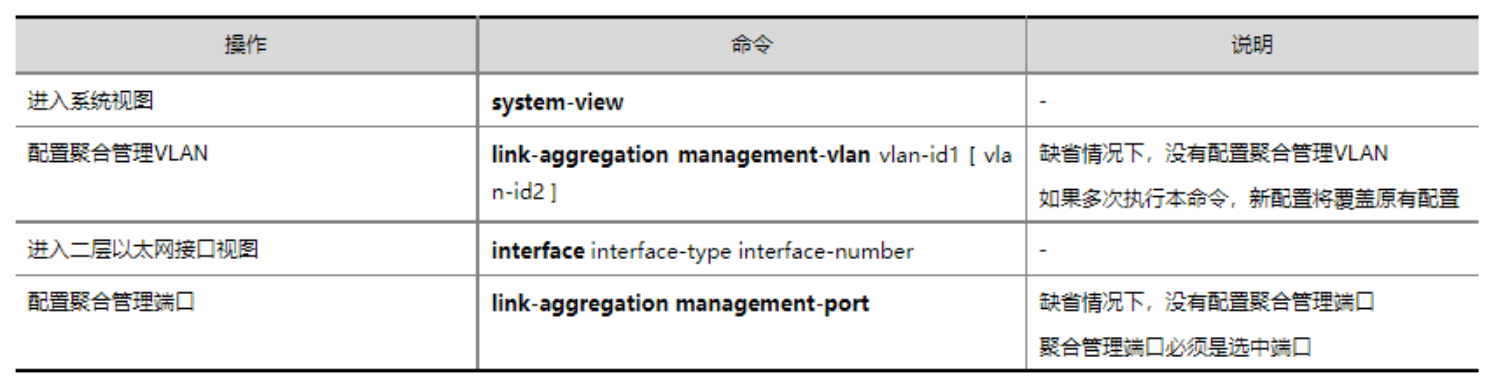 操作 命令 说明
进入系统视图 system-view -
配置聚合管理VLAN link-aggregation management-vlan vlan-id1 [ vla 缺省情况下，没有配置聚合管理VLAN
n-id2 ] 如果多次执行本命令，新配置将覆盖原有配置
进入二层以太网接口视图 interface interface-type interface-number -
配置聚合管理端口 link-aggregation management-port 缺省情况下，没有配置聚合管理端口
聚合管理端口必须是选中端口